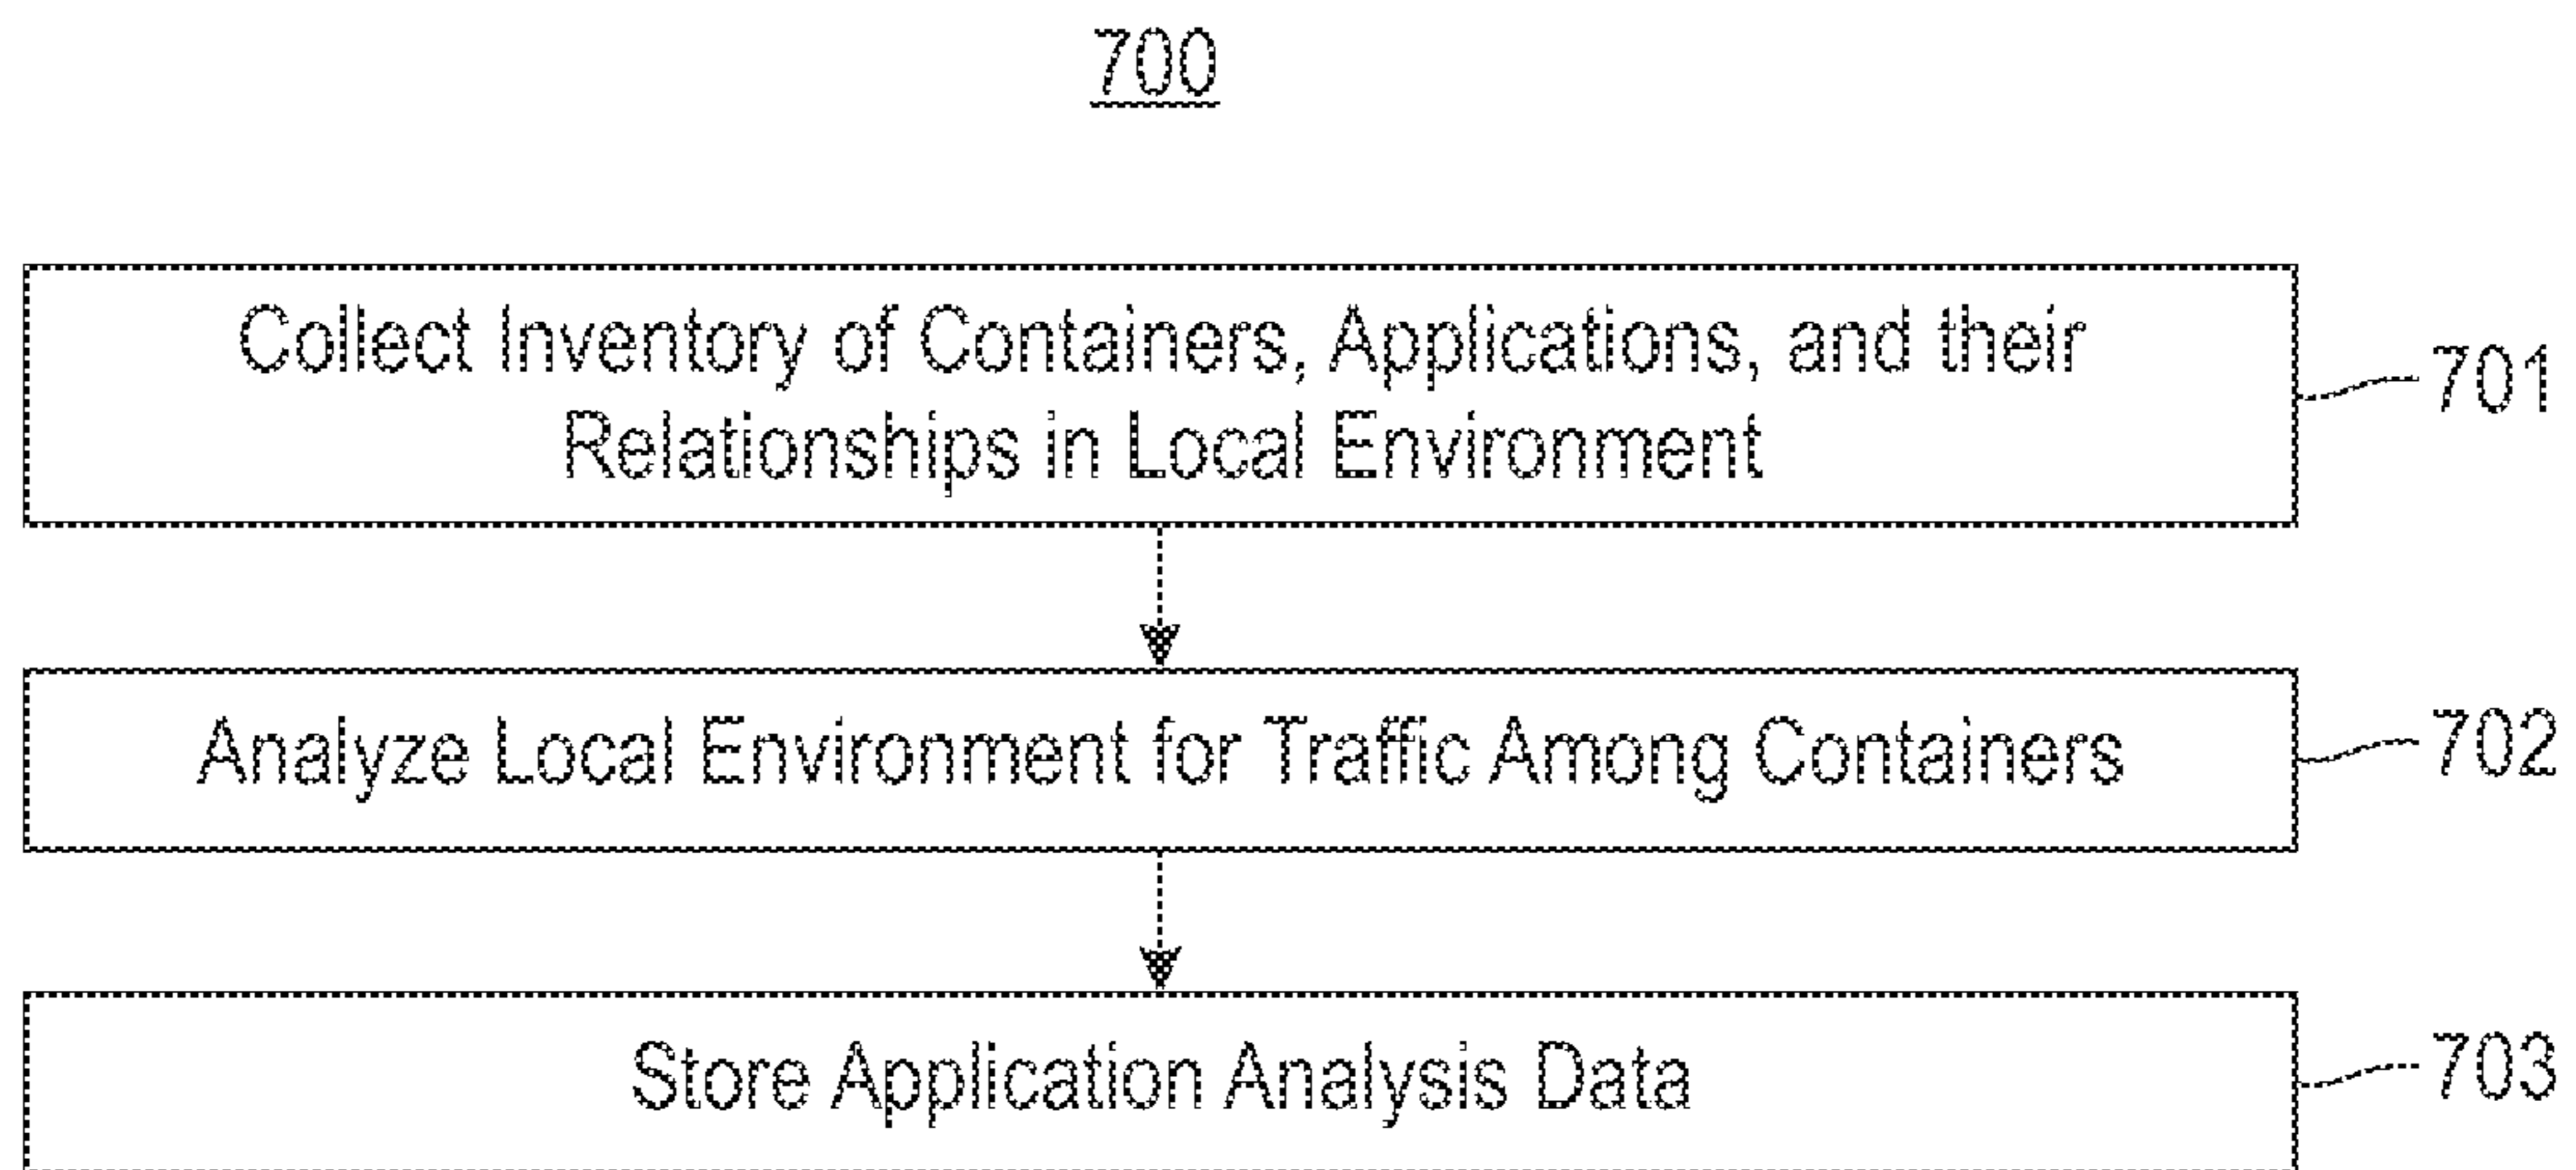 700
Collect Inventory of Containers, Applications, and their
Relationships in Local Environment
701
Analyze Local Environment for Traffic Among Containers
702
Store Application Analysis Data
703